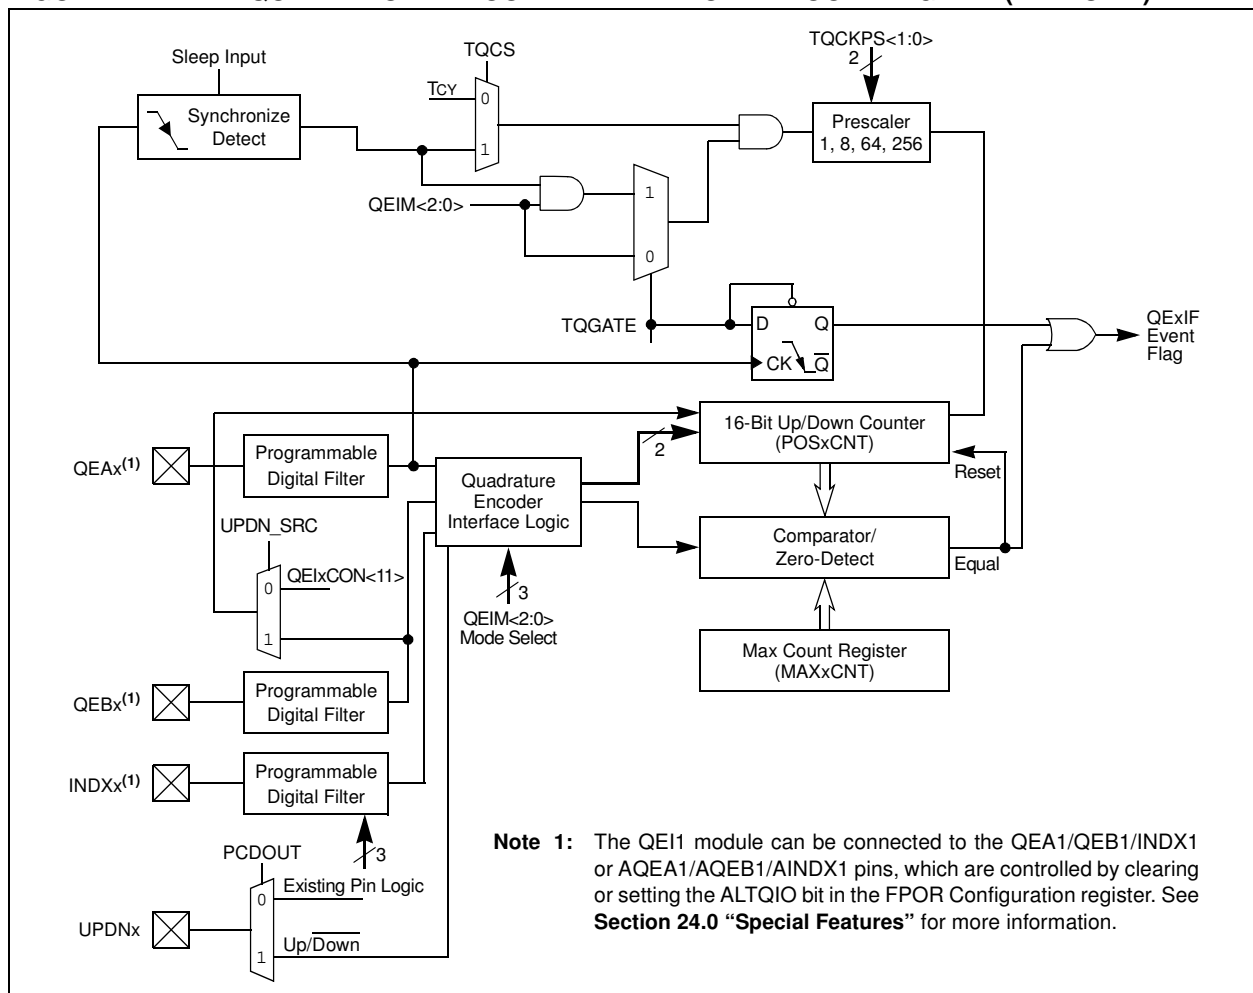 TQCS
TQCKPS<1:0>
2
Sleep Input
TCY
0
Synchronize
Detect
Prescaler
1, 8, 64, 256
1
1
QEIM<2:0>
0
TQGATE
D
Q
CK
Q
QExIF
Event
Flag
16-Bit Up/Down Counter
(POSxCNT)
2
Programmable
Digital Filter
QEAx(1)
Reset
Quadrature
Encoder
Interface Logic
UPDN_SRC
Comparator/
Zero-Detect
Equal
0
QEIxCON<11>
3
QEIM<2:0>
Mode Select
1
Max Count Register
(MAXxCNT)
Programmable
Digital Filter
QEBx(1)
Programmable
Digital Filter
INDXx(1)
3
PCDOUT
Existing Pin Logic
0
UPDNx
Up/Down
1
Note 1: The QEI1 module can be connected to the QEA1/QEB1/INDX1
or AQEA1/AQEB1/AINDX1 pins, which are controlled by clearing
or setting the ALTQIO bit in the FPOR Configuration register. See
Section 24.0 “Special Features” for more information.